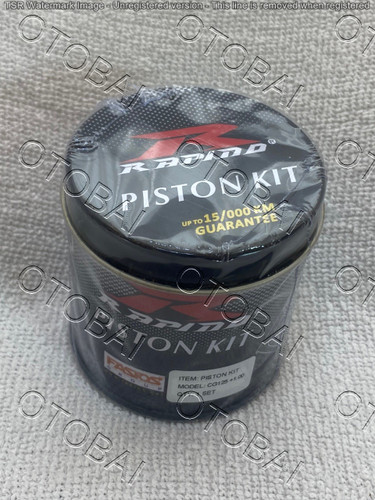 TSR Watermark Image - Unregistered version - This line is removed when registered
R
RAPIDO®
PISTON KIT
UP TO 15/000 KM
GUARANTEE
RAPIDO
PISTON KIT
ITEM: PISTON KIT
MODEL: CG125 +1.00
SET
OTOBAI